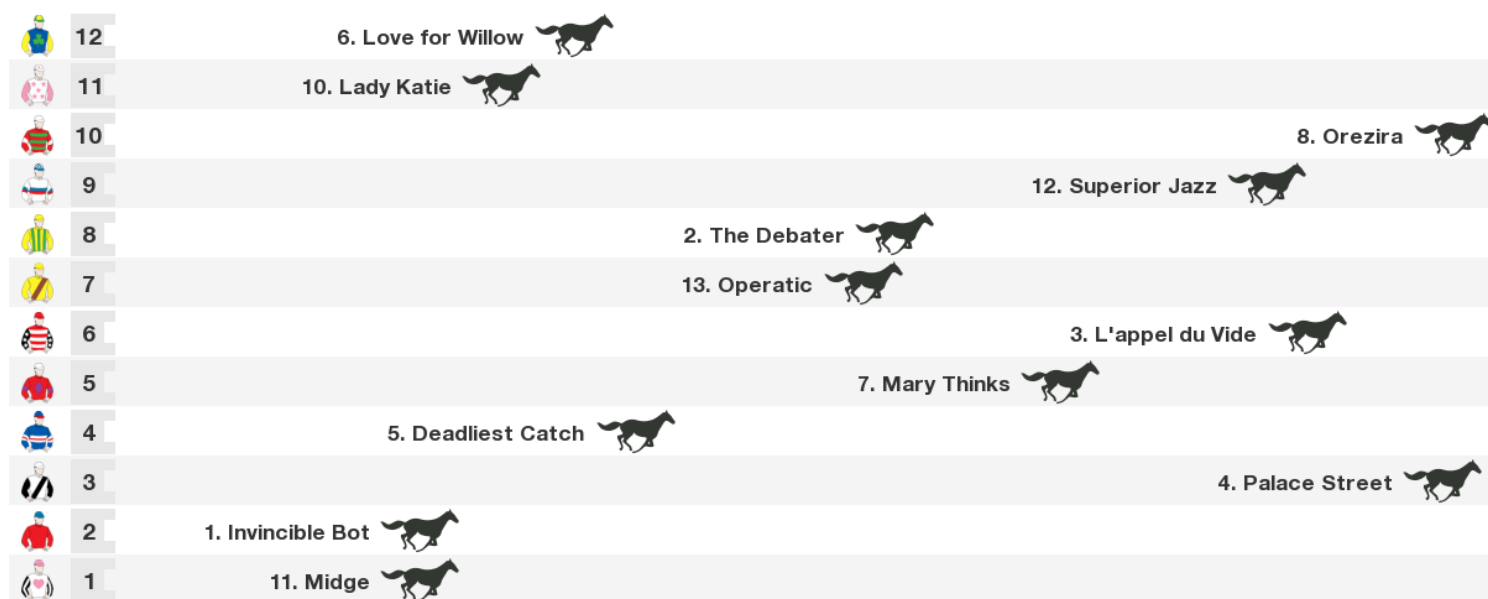 12 6. Love for Willow
11 10. Lady Katie
10 8. Orezira
9 12. Superior Jazz
8 2. The Debater
7 13. Operatic
6 3. L'appel du Vide
5 7. Mary Thinks
4 5. Deadliest Catch
3 4. Palace Street
2 1. Invincible Bot
1 11. Midge